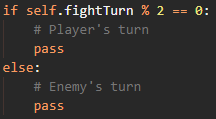 if self.fightTurn % 2 == 0:
    # Player's turn
    pass
else:
    # Enemy's turn
    pass